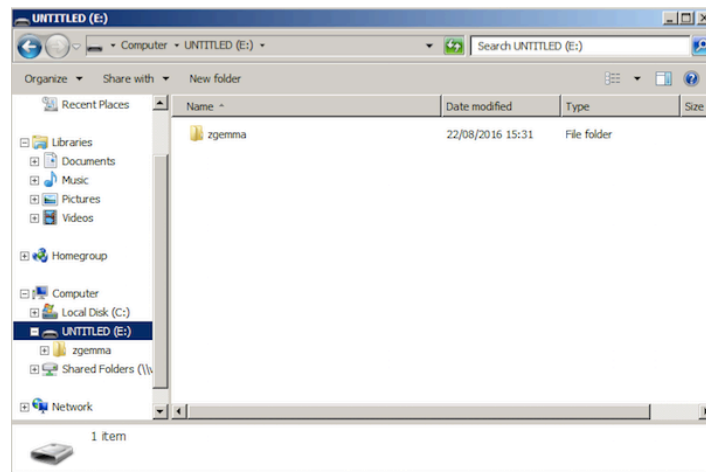 UNTITLED (E:)
Computer UNTITLED (E:) Search UNTITLED (E:)
Organize Share with New folder
Recent Places
Libraries
Documents
Music
Pictures
Videos
Homegroup
Computer
Local Disk (C:)
UNTITLED (E:)
zgemma
Shared Folders (\\v
Network
Name Date modified Type Size
zgemma 22/08/2016 15:31 File folder
1 item